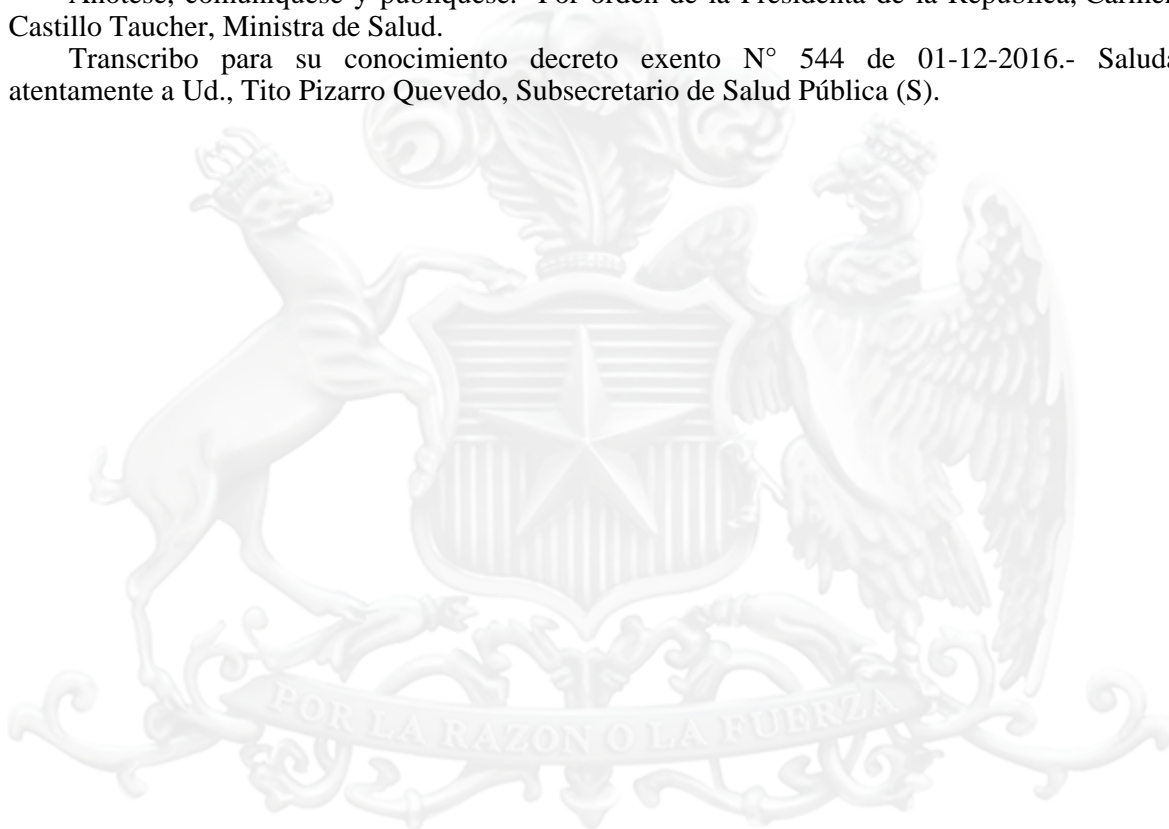 Anótese, comuníquese y publíquese.- Por orden de la Presidenta de la República, Carmen
Castillo Taucher, Ministra de Salud.
Transcribo para su conocimiento decreto exento N° 544 de 01-12-2016.- Saluda
atentamente a Ud., Tito Pizarro Quevedo, Subsecretario de Salud Pública (S).
POR LA RAZON O LA FUERZA